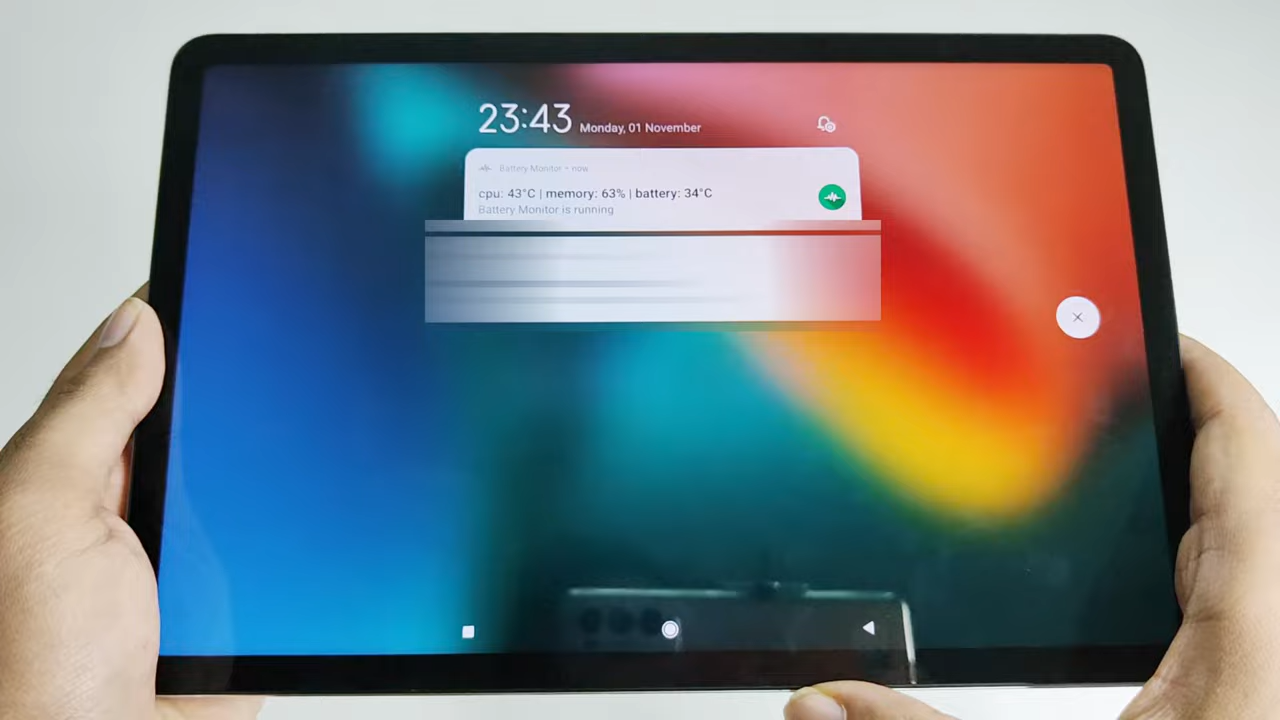 23:43 Monday, 01 November
Battery Monitor • now
cpu: 43°C | memory: 63% | battery: 34°C
Battery Monitor is running